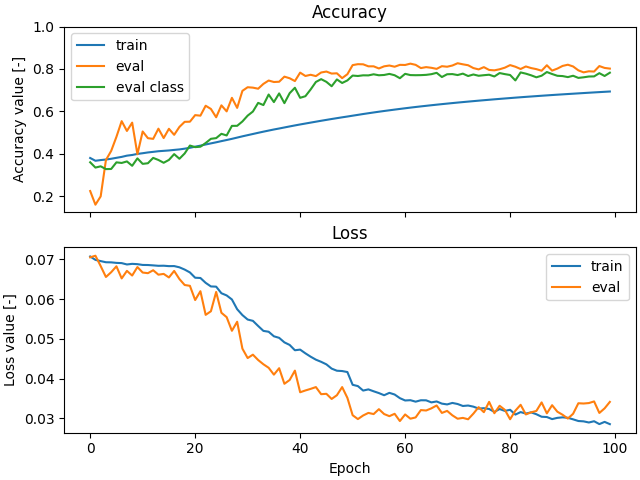 Accuracy
1.0
0.8
0.6
0.4
0.2
Accuracy value [-]
train
eval
eval class
Loss
0.07
0.06
0.05
0.04
0.03
Loss value [-]
train
eval
0 20 40 60 80 100
Epoch